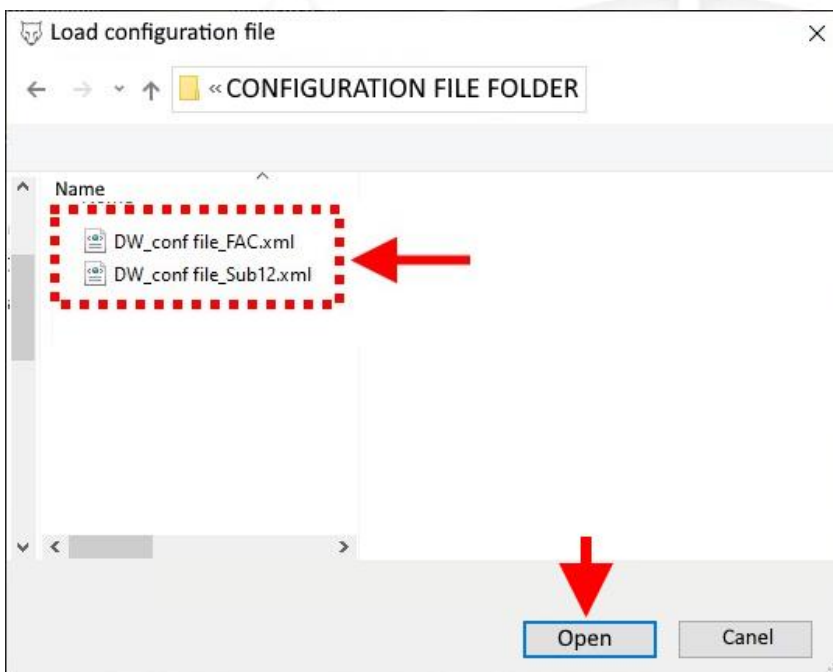 Load configuration file
« CONFIGURATION FILE FOLDER
Name
DW_conf file_FAC.xml
DW_conf file_Sub12.xml
Open Canel